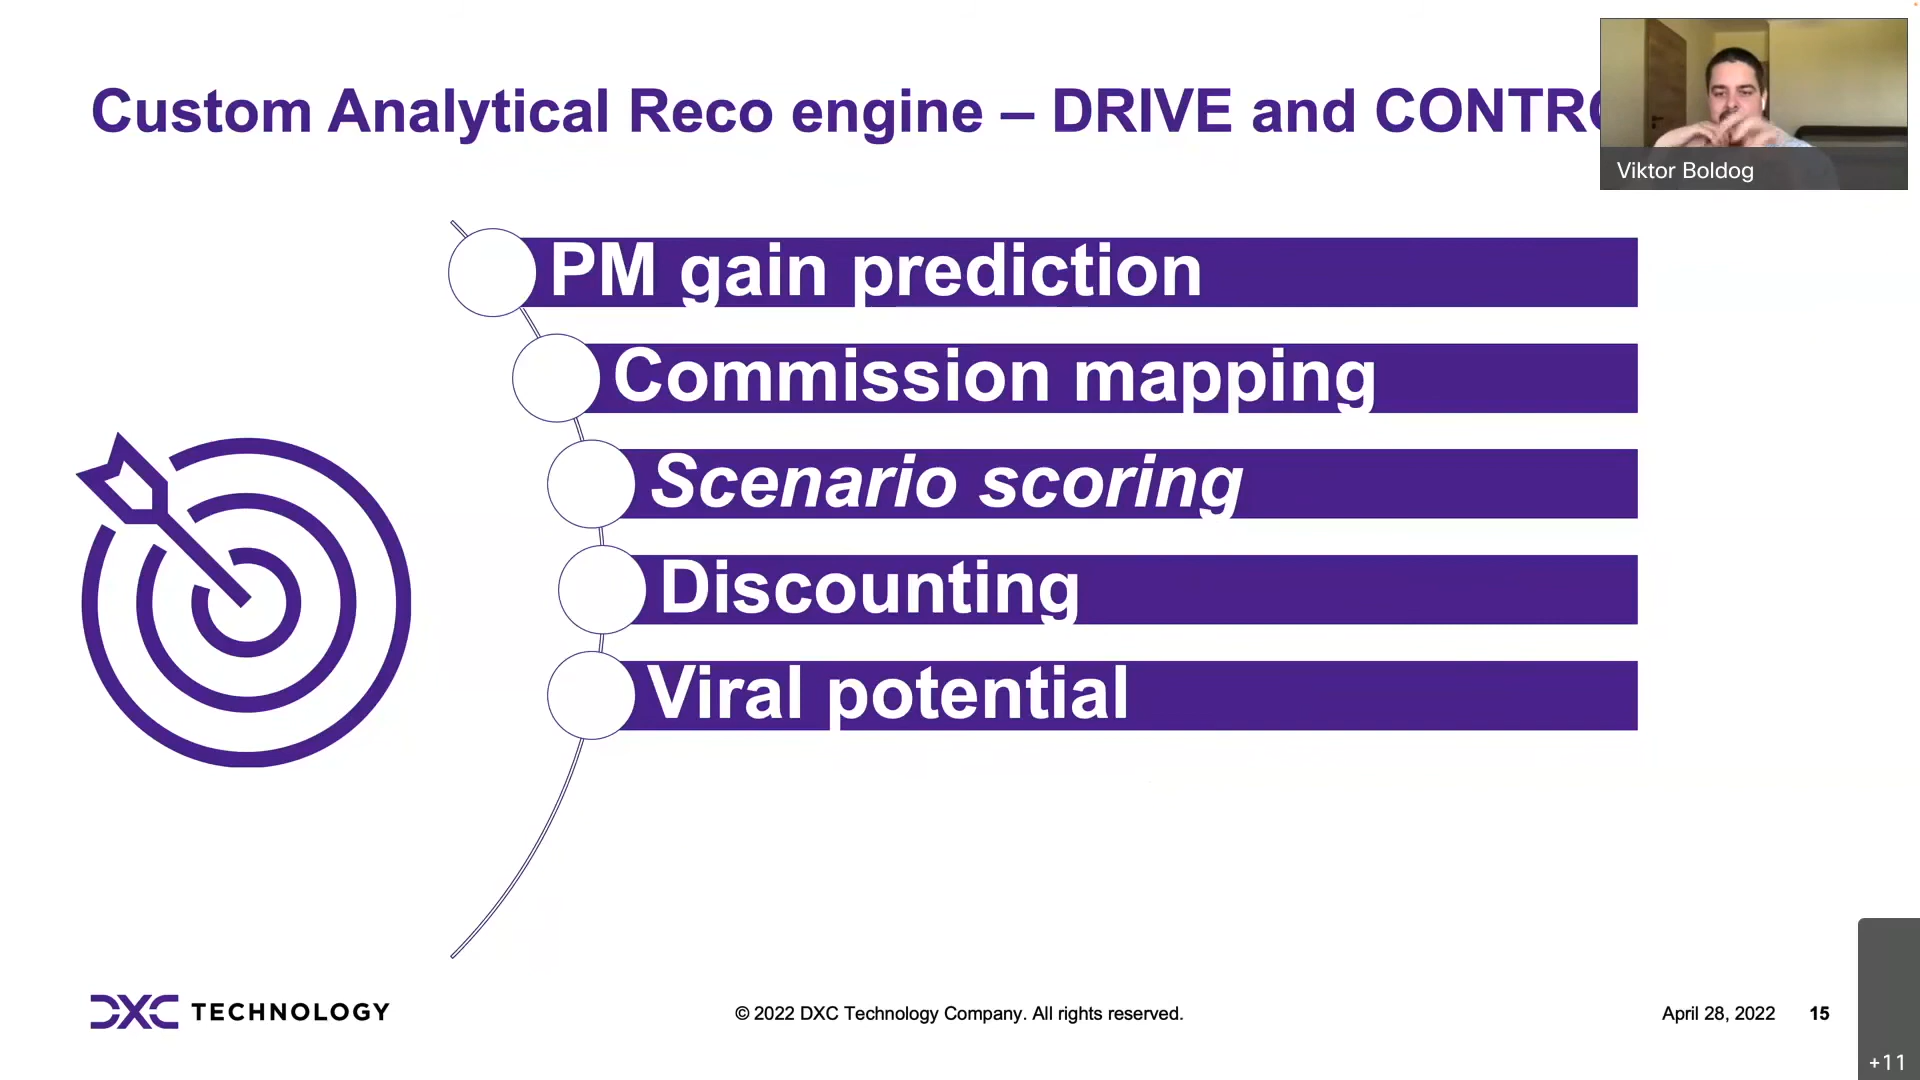 Custom Analytical Reco engine – DRIVE and CONTR
Viktor Boldog
PM gain prediction
Commission mapping
Scenario scoring
Discounting
Viral potential
DXC TECHNOLOGY
© 2022 DXC Technology Company. All rights reserved.
April 28, 2022 15
+11